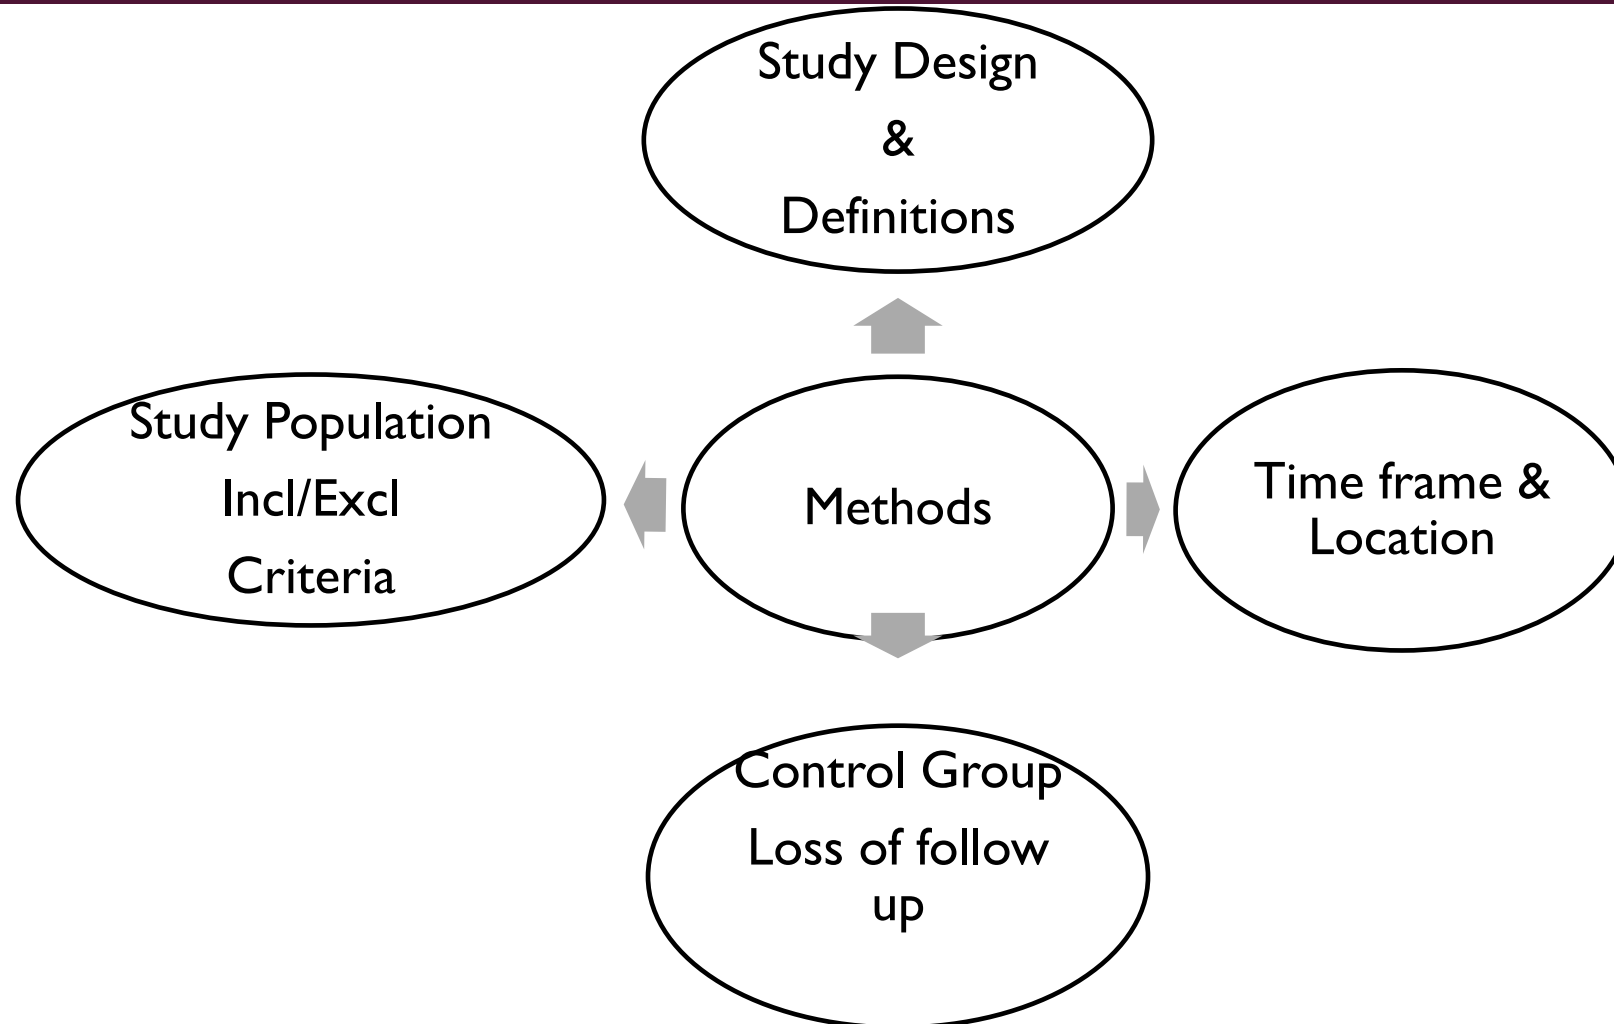 Study Design
&
Definitions
Study Population
Incl/Excl
Criteria
Methods
Time frame &
Location
Control Group
Loss of follow
up